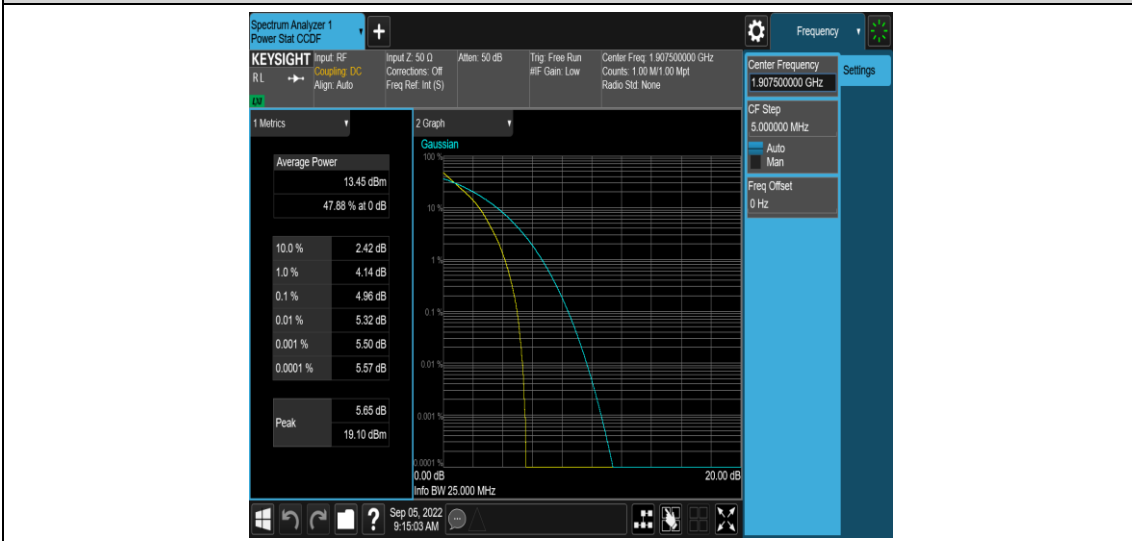 Spectrum Analyzer 1
Power Stat CCDF
+
Frequency
KEYSIGHT
RL
LXI
Input: RF
Coupling: DC
Align: Auto
Input Z: 50 Ω
Corrections: Off
Freq Ref: Int (S)
Atten: 50 dB
Trig: Free Run
#IF Gain: Low
Center Freq: 1.907500000 GHz
Counts: 1.00 M/1.00 Mpt
Radio Std: None
Center Frequency
1.907500000 GHz
Settings
CF Step
5.000000 MHz
Auto
Man
Freq Offset
0 Hz
1 Metrics
Average Power
13.45 dBm
47.88 % at 0 dB
10.0 % 2.42 dB
1.0 % 4.14 dB
0.1 % 4.96 dB
0.01 % 5.32 dB
0.001 % 5.50 dB
0.0001 % 5.57 dB
Peak 5.65 dB
19.10 dBm
2 Graph
Gaussian
100 %
10 %
1 %
0.1 %
0.01 %
0.001 %
0.0001 %
0.00 dB 20.00 dB
Info BW 25.000 MHz
?
Sep 05, 2022
9:15:03 AM